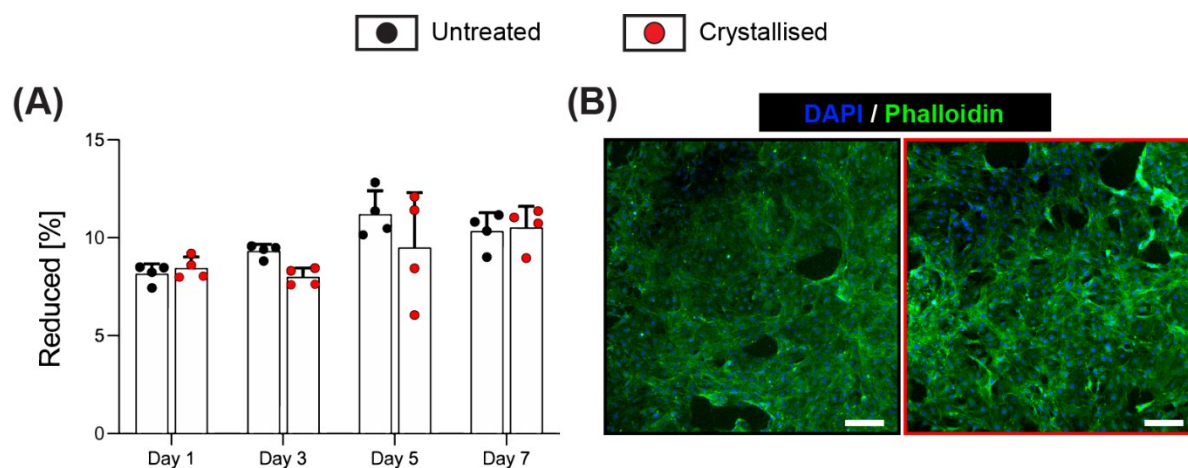 Untreated
Crystallised
(A)
(B)
DAPI / Phalloidin
Reduced [%]
15
10
5
0
Day 1
Day 3
Day 5
Day 7